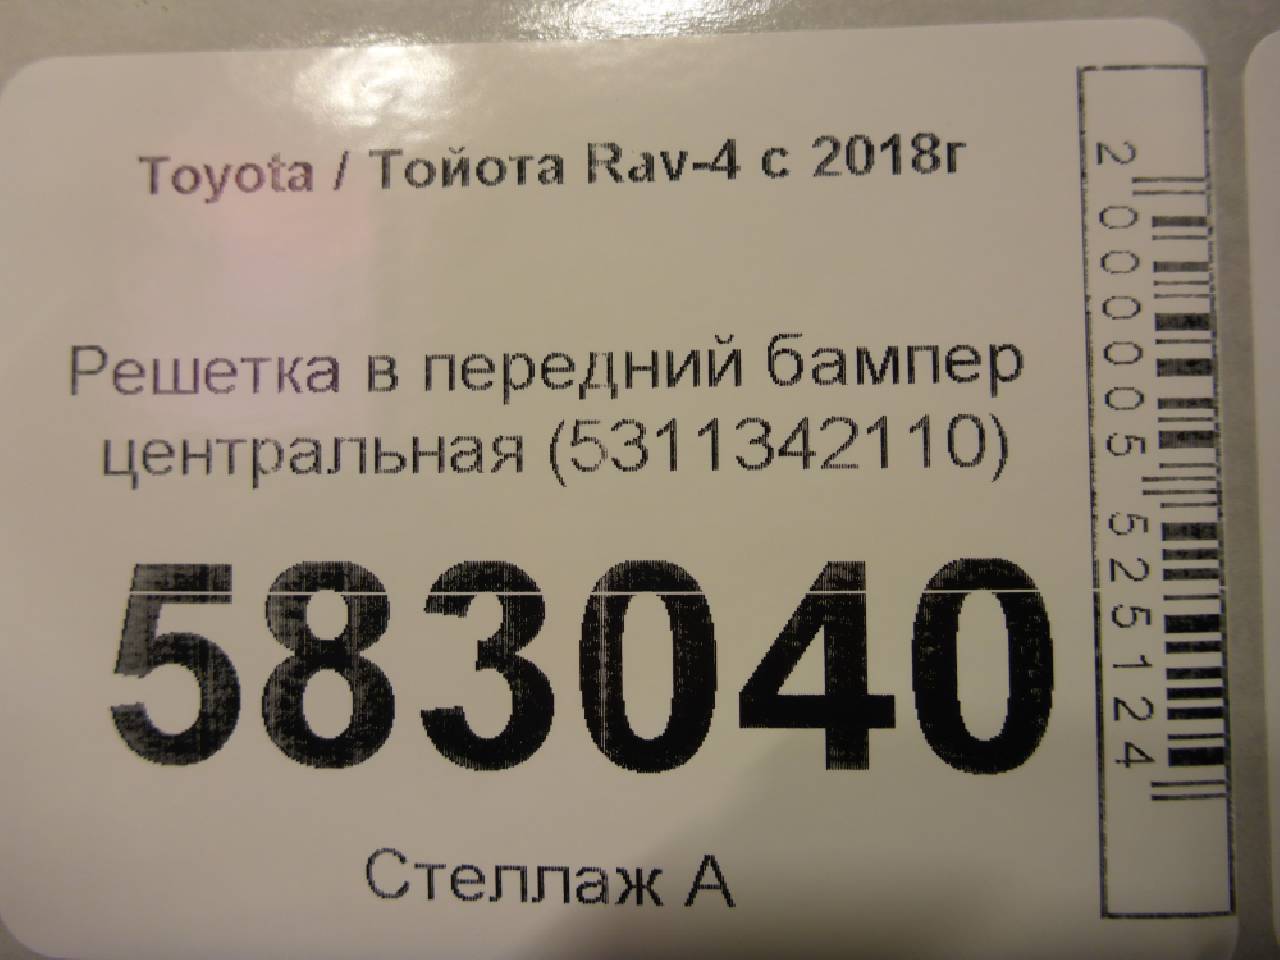 Toyota / Тойота Rav-4 с 2018г
Решетка в передний бампер
центральная (5311342110)
583040
Стеллаж А
2000005525124